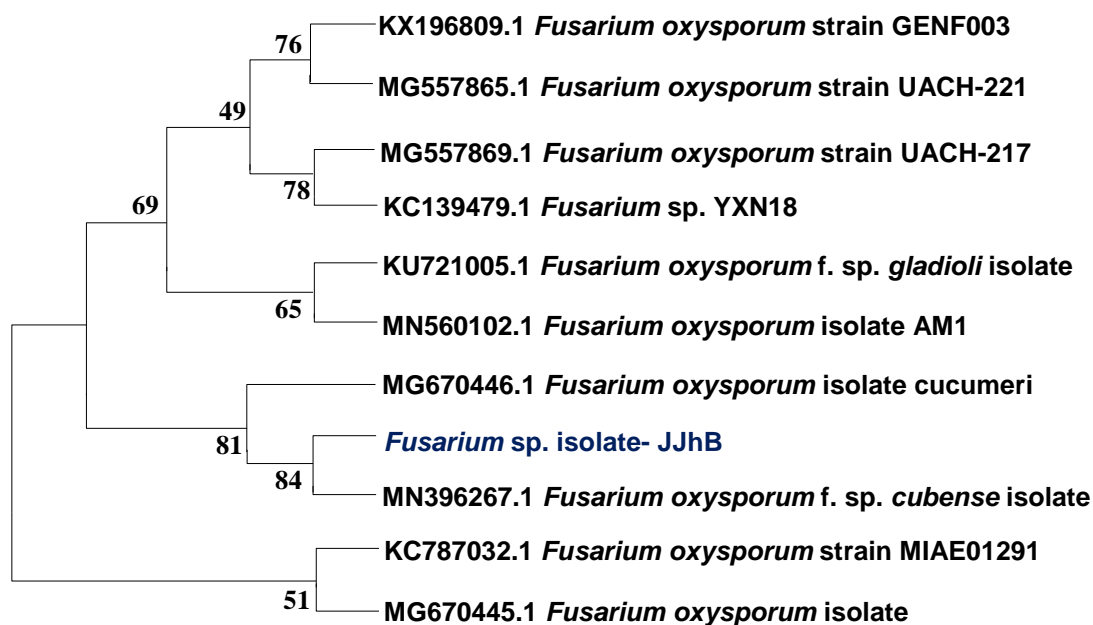 KX196809.1 Fusarium oxysporum strain GENF003
76
MG557865.1 Fusarium oxysporum strain UACH-221
49
MG557869.1 Fusarium oxysporum strain UACH-217
78
KC139479.1 Fusarium sp. YXN18
69
KU721005.1 Fusarium oxysporum f. sp. gladioli isolate
65
MN560102.1 Fusarium oxysporum isolate AM1
MG670446.1 Fusarium oxysporum isolate cucumeri
81
Fusarium sp. isolate- JJhB
84
MN396267.1 Fusarium oxysporum f. sp. cubense isolate
KC787032.1 Fusarium oxysporum strain MIAE01291
51
MG670445.1 Fusarium oxysporum isolate